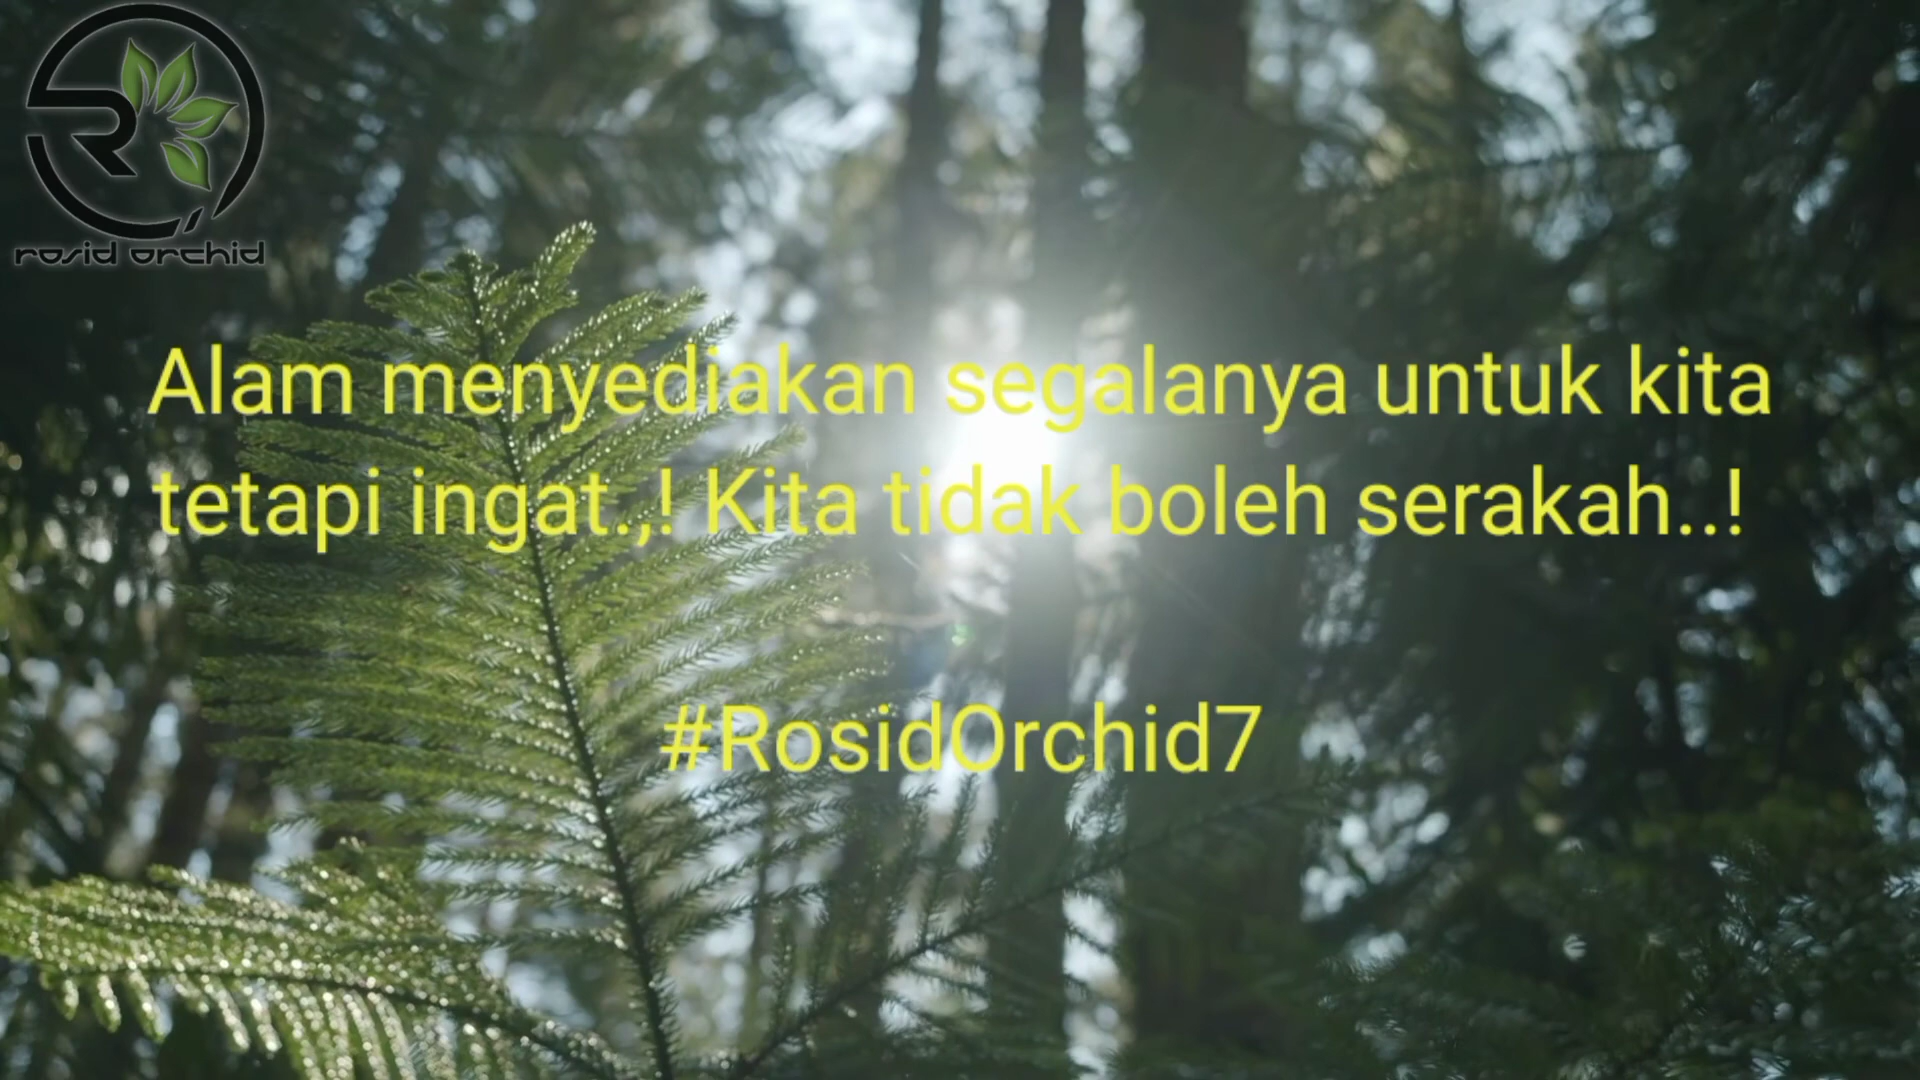 rosid orchid
Alam menyediakan segalanya untuk kita
tetapi ingat.,! Kita tidak boleh serakah..!
#RosidOrchid7